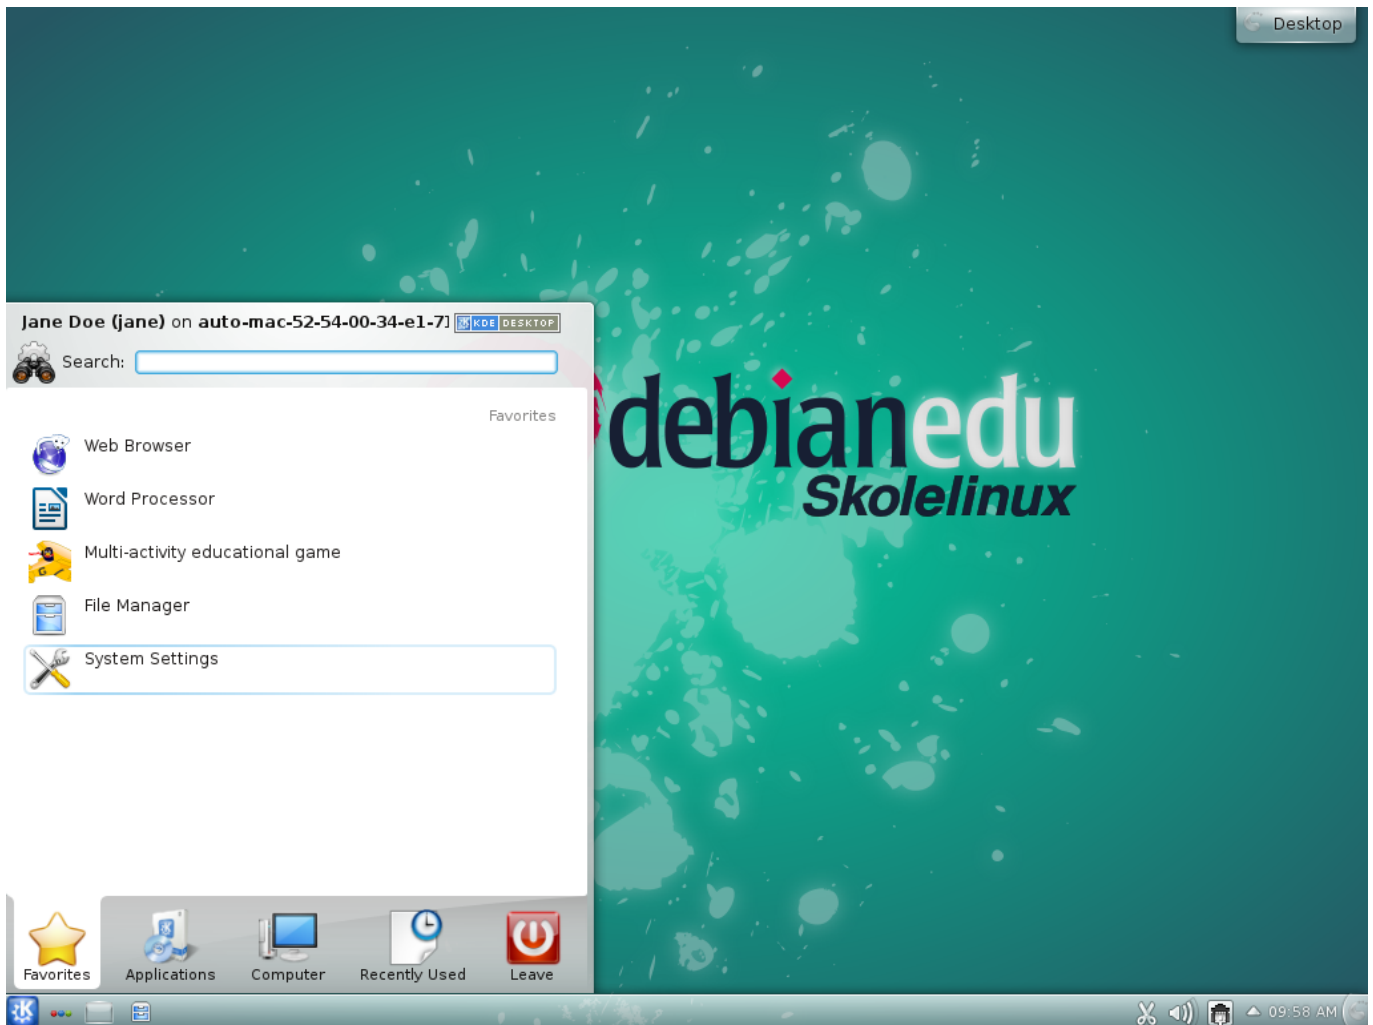 Desktop
Jane Doe (jane) on auto-mac-52-54-00-34-e1-71 KDE DESKTOP
Search:
Favorites
Web Browser
Word Processor
Multi-activity educational game
File Manager
System Settings
debianedu
Skolelinux
Favorites
Applications
Computer
Recently Used
Leave
09:58 AM